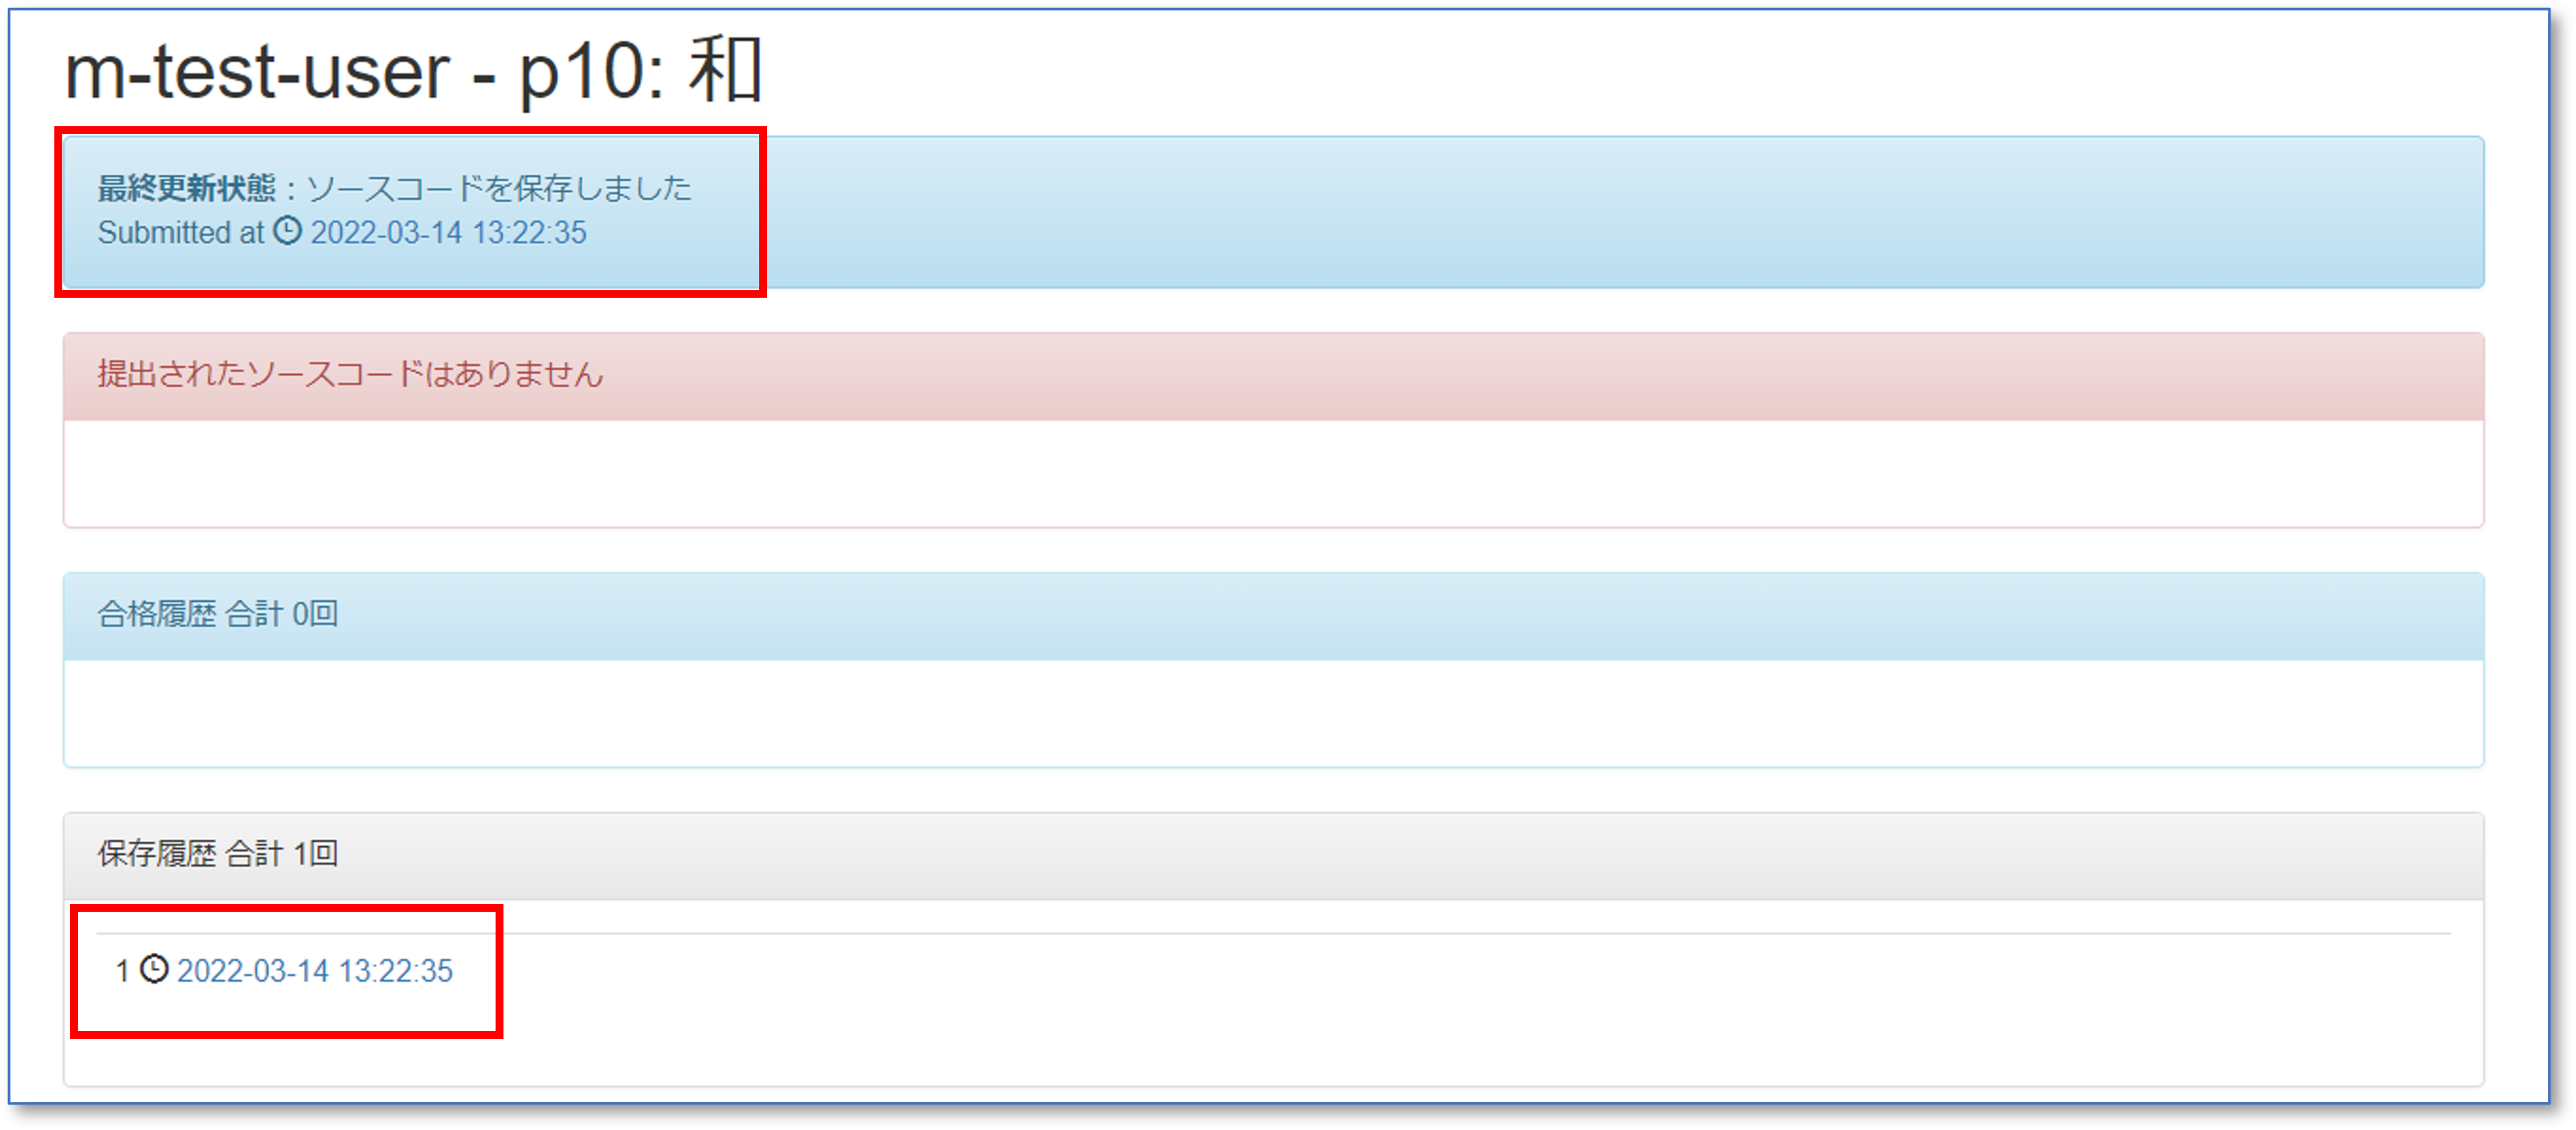 m-test-user - p10: 和
最終更新状態：ソースコードを保存しました
Submitted at 2022-03-14 13:22:35
提出されたソースコードはありません
合格履歴 合計 0回
保存履歴 合計 1回
1 2022-03-14 13:22:35